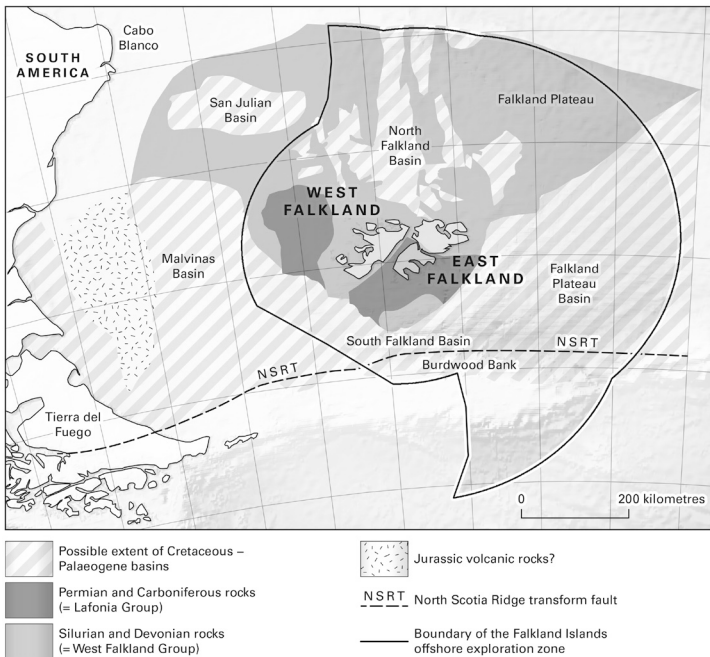 Cabo
Blanco
SOUTH
AMERICA
San Julian
Basin
Falkland Plateau
North
Falkland
Basin
WEST
FALKLAND
Malvinas
Basin
EAST
FALKLAND
Falkland
Plateau
Basin
South Falkland Basin
NSRT
NSRT
Burdwood Bank
Tierra del
Fuego
0 200 kilometres
Possible extent of Cretaceous –
Palaeogene basins
Permian and Carboniferous rocks
(= Lafonia Group)
Silurian and Devonian rocks
(= West Falkland Group)
Jurassic volcanic rocks?
NSRT North Scotia Ridge transform fault
Boundary of the Falkland Islands
offshore exploration zone